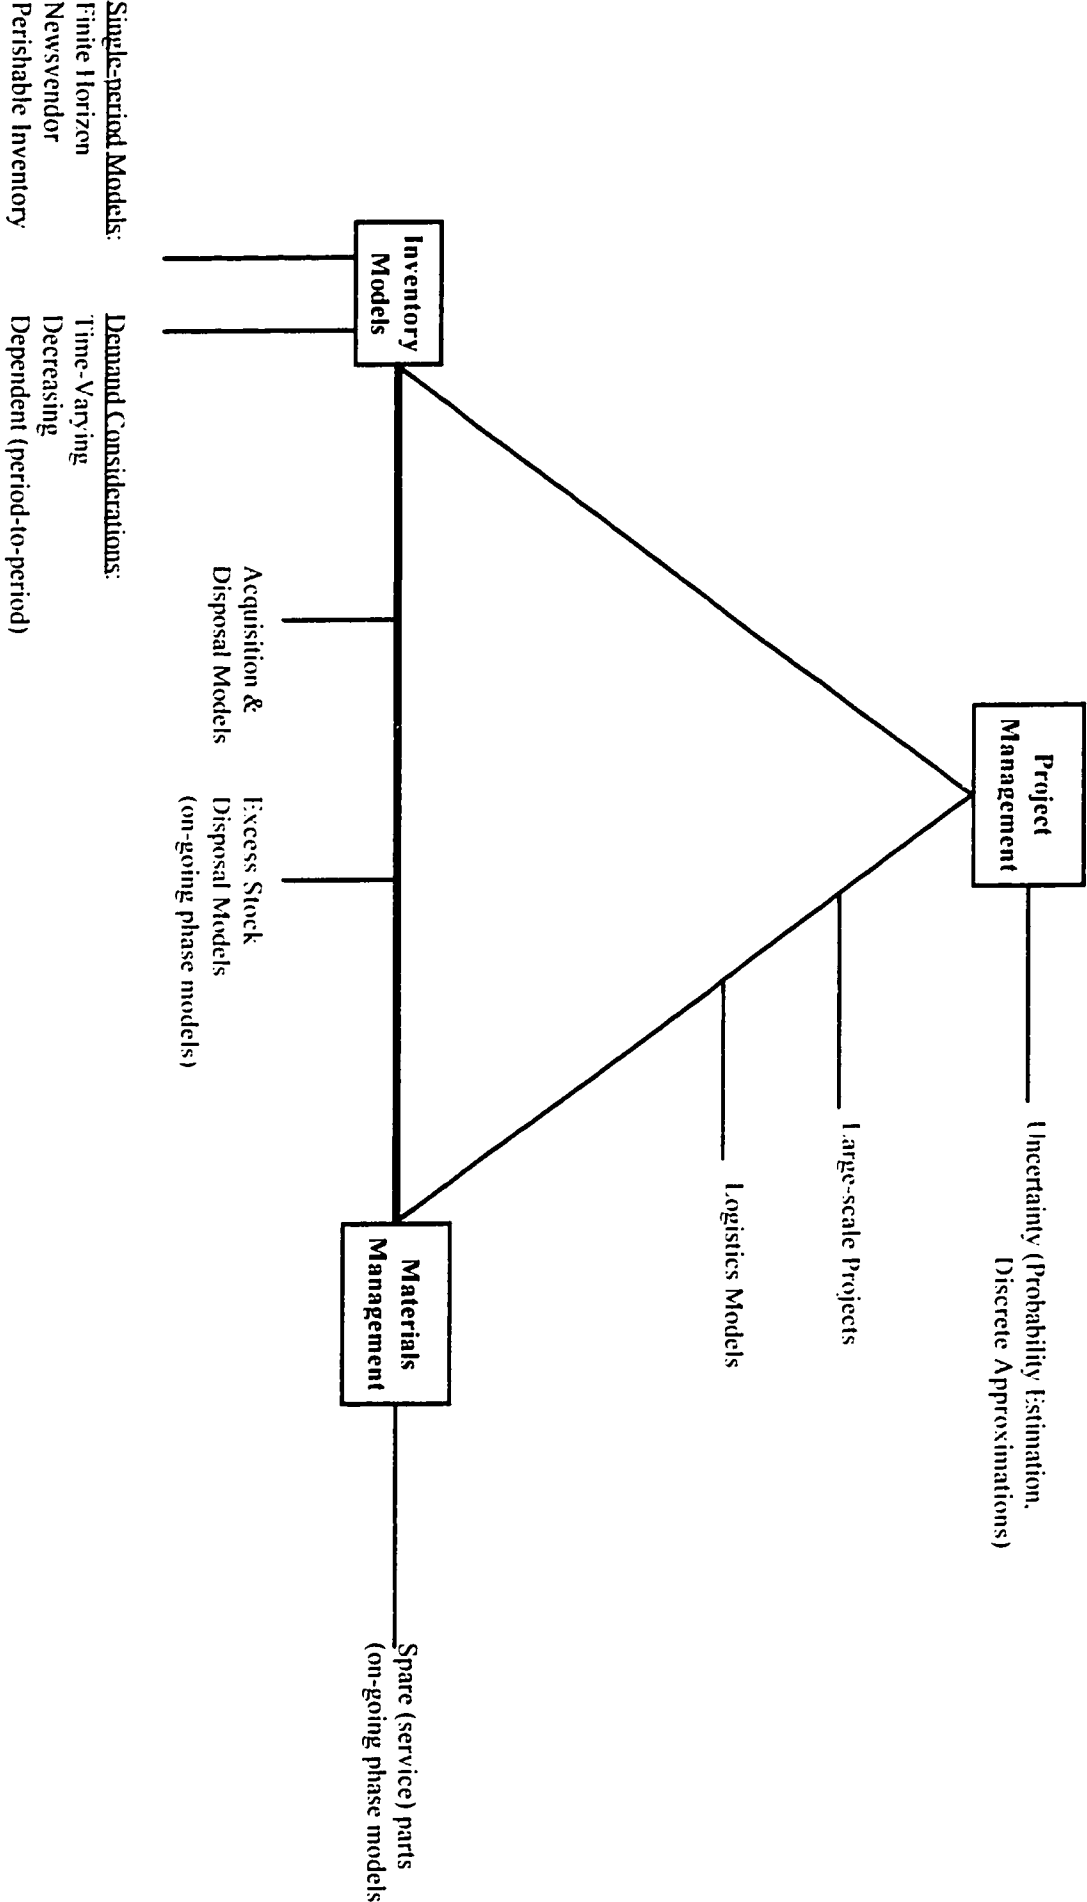 Project
Management
Uncertainty (Probability Estimation,
Discrete Approximations)
Large-scale Projects
Logistics Models
Inventory
Models
Materials
Management
Spare (service) parts
(on-going phase models
Acquisition &
Disposal Models
Excess Stock
Disposal Models
(on-going phase models)
Single-period Models:
Finite Horizon
Newsvendor
Perishable Inventory
Demand Considerations:
Time-Varying
Decreasing
Dependent (period-to-period)